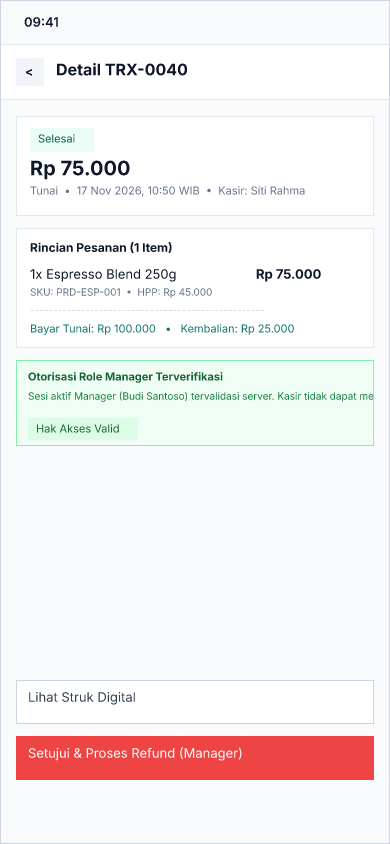 09:41
< Detail TRX-0040
Selesai
Rp 75.000
Tunai • 17 Nov 2026, 10:50 WIB • Kasir: Siti Rahma
Rincian Pesanan (1 Item)
1x Espresso Blend 250g Rp 75.000
SKU: PRD-ESP-001 • HPP: Rp 45.000
Bayar Tunai: Rp 100.000 • Kembalian: Rp 25.000
Otorisasi Role Manager Terverifikasi
Sesi aktif Manager (Budi Santoso) tervalidasi server. Kasir tidak dapat me
Hak Akses Valid
Lihat Struk Digital
Setujui & Proses Refund (Manager)